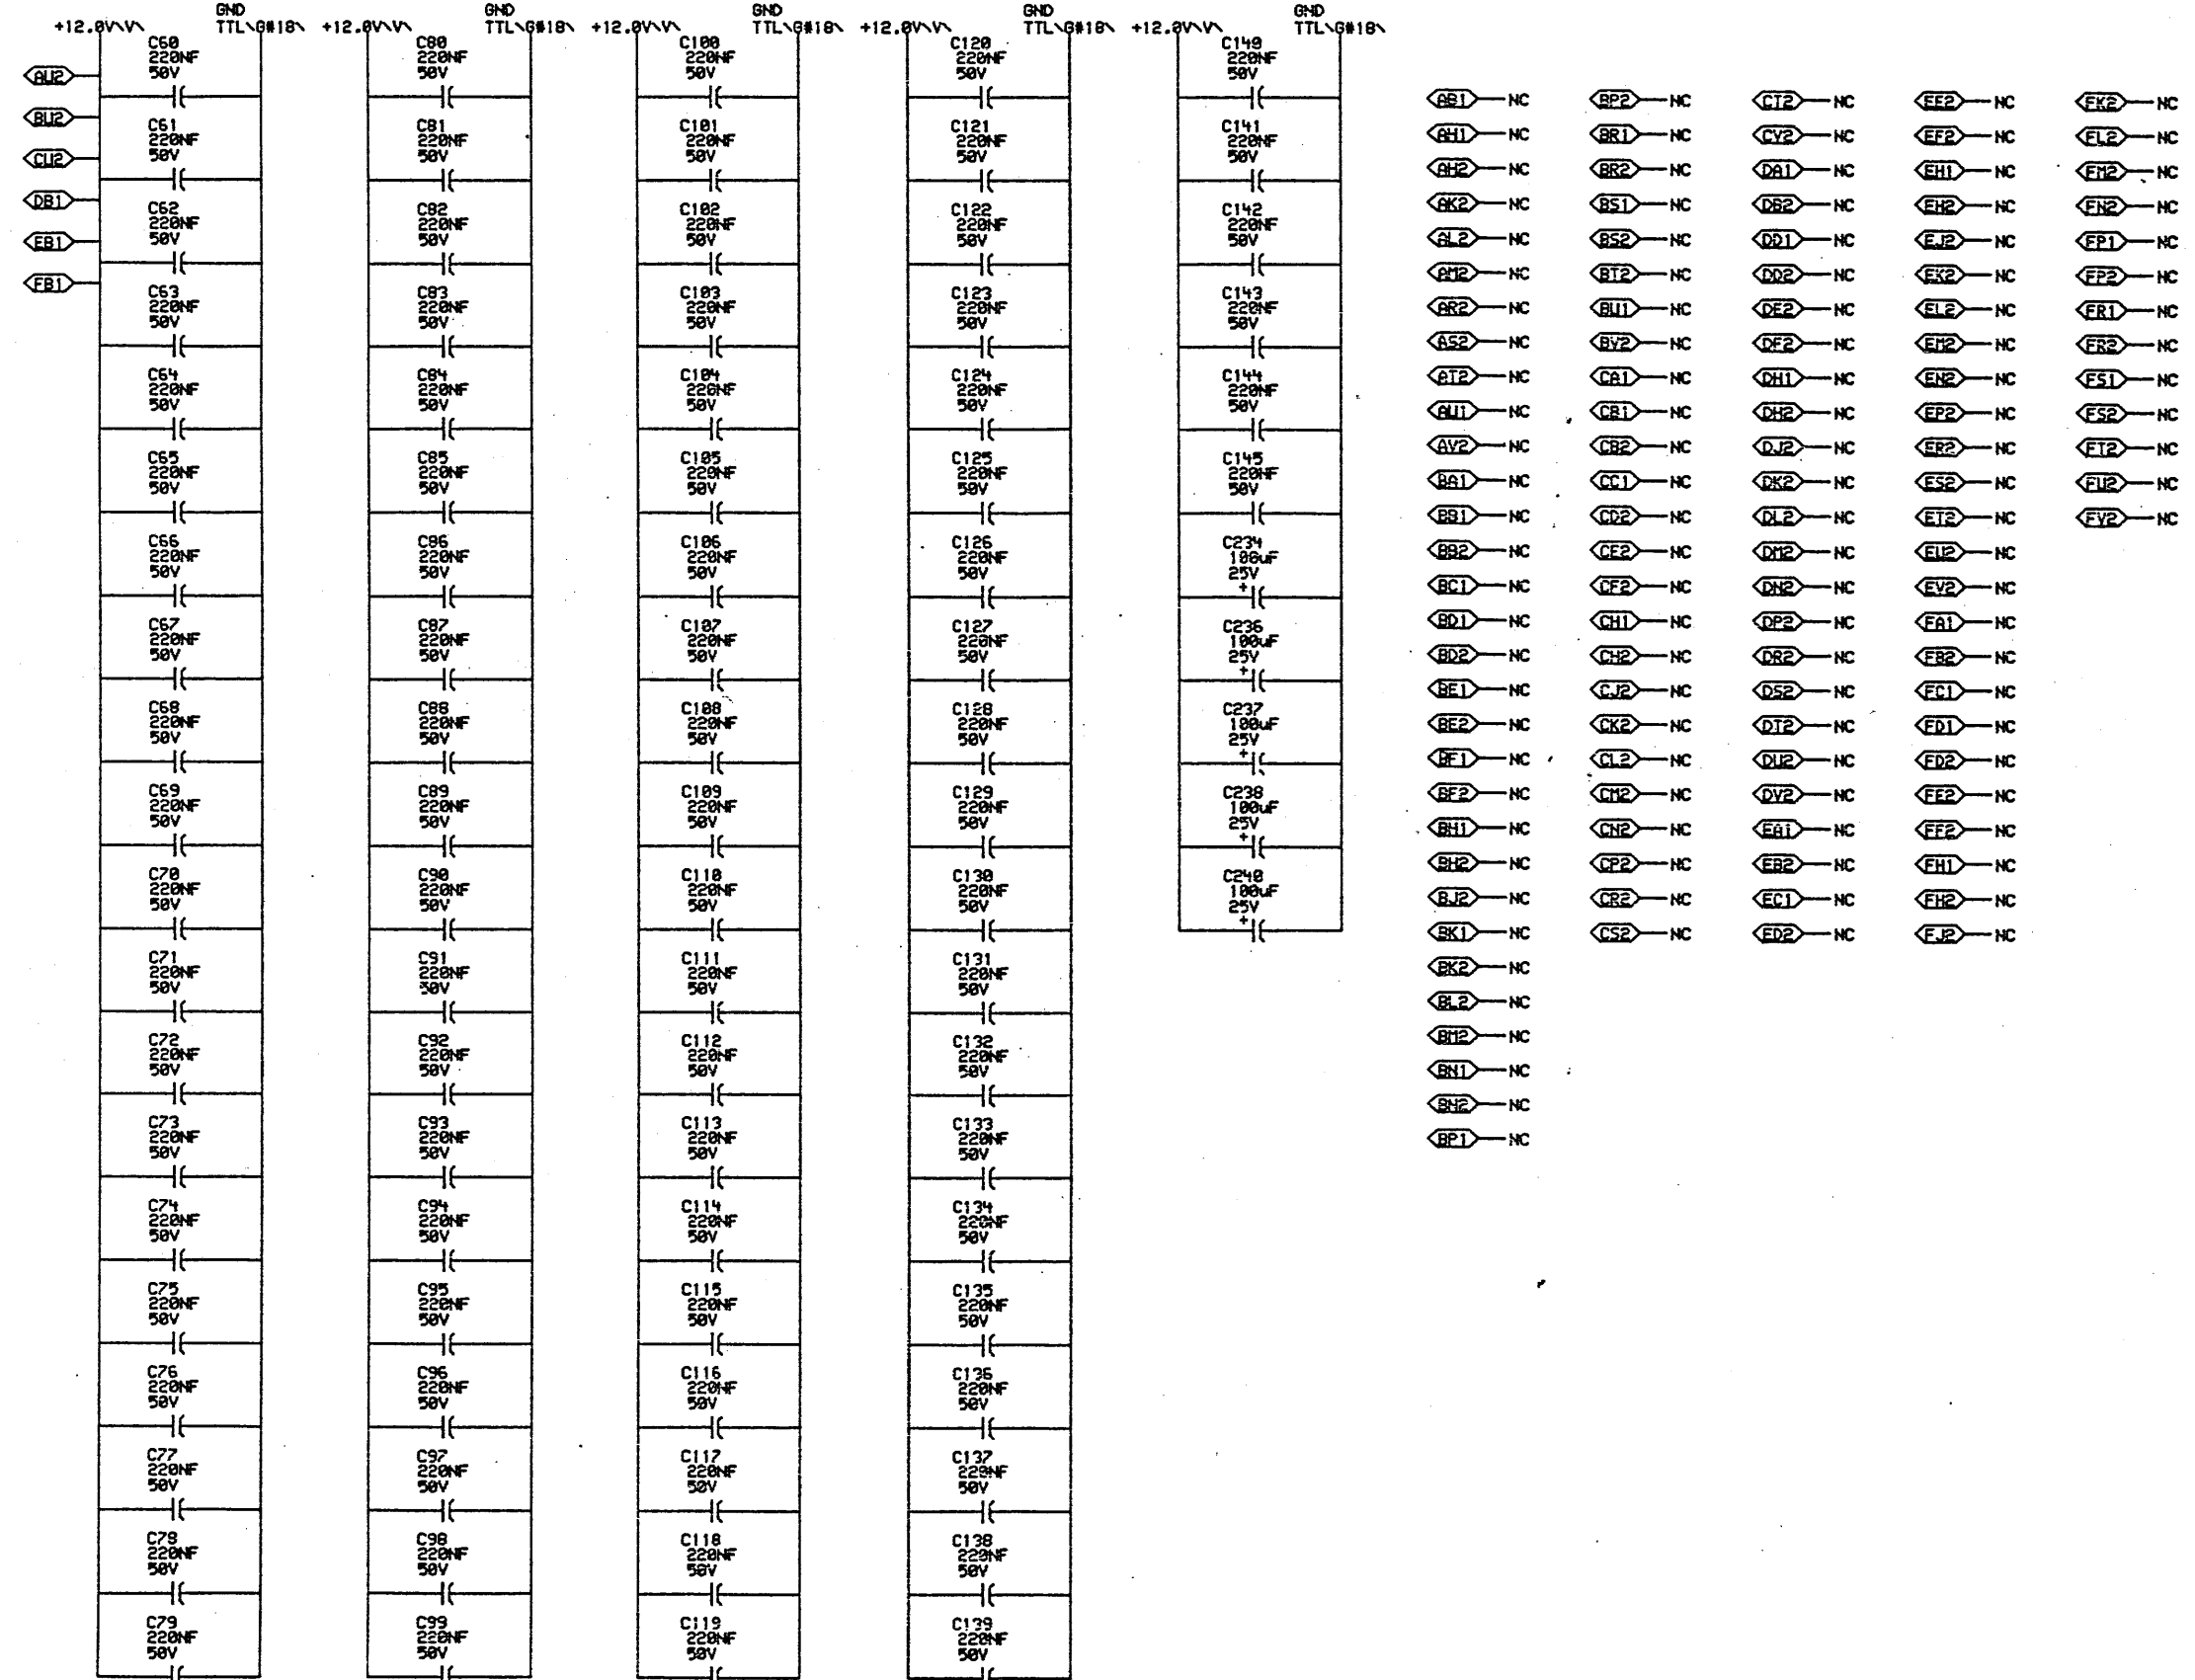 +12.0V\V\
GND
TTL\G#18\
AU2
BU2
CU2
DB1
EB1
FB1
C60
220NF
50V
C61
220NF
50V
C62
220NF
50V
C63
220NF
50V
C64
220NF
50V
C65
220NF
50V
C66
220NF
50V
C67
220NF
50V
C68
220NF
50V
C69
220NF
50V
C70
220NF
50V
C71
220NF
50V
C72
220NF
50V
C73
220NF
50V
C74
220NF
50V
C75
220NF
50V
C76
220NF
50V
C77
220NF
50V
C78
220NF
50V
C79
220NF
50V
+12.0V\V\
GND
TTL\G#18\
C80
220NF
50V
C81
220NF
50V
C82
220NF
50V
C83
220NF
50V
C84
220NF
50V
C85
220NF
50V
C86
220NF
50V
C87
220NF
50V
C88
220NF
50V
C89
220NF
50V
C90
220NF
50V
C91
220NF
50V
C92
220NF
50V
C93
220NF
50V
C94
220NF
50V
C95
220NF
50V
C96
220NF
50V
C97
220NF
50V
C98
220NF
50V
C99
220NF
50V
+12.0V\V\
GND
TTL\G#18\
C100
220NF
50V
C101
220NF
50V
C102
220NF
50V
C103
220NF
50V
C104
220NF
50V
C105
220NF
50V
C106
220NF
50V
C107
220NF
50V
C108
220NF
50V
C109
220NF
50V
C110
220NF
50V
C111
220NF
50V
C112
220NF
50V
C113
220NF
50V
C114
220NF
50V
C115
220NF
50V
C116
220NF
50V
C117
220NF
50V
C118
220NF
50V
C119
220NF
50V
+12.0V\V\
GND
TTL\G#18\
C120
220NF
50V
C121
220NF
50V
C122
220NF
50V
C123
220NF
50V
C124
220NF
50V
C125
220NF
50V
C126
220NF
50V
C127
220NF
50V
C128
220NF
50V
C129
220NF
50V
C130
220NF
50V
C131
220NF
50V
C132
220NF
50V
C133
220NF
50V
C134
220NF
50V
C135
220NF
50V
C136
220NF
50V
C137
220NF
50V
C138
220NF
50V
C139
220NF
50V
+12.0V\V\
GND
TTL\G#18\
C140
220NF
50V
C141
220NF
50V
C142
220NF
50V
C143
220NF
50V
C144
220NF
50V
C145
220NF
50V
C234
100uF
25V
+
C236
100uF
25V
+
C237
100uF
25V
+
C238
100uF
25V
+
C240
100uF
25V
+
AB1 NC
AH1 NC
AH2 NC
AK2 NC
AL2 NC
AM2 NC
AR2 NC
AS2 NC
AT2 NC
AU1 NC
AV2 NC
BA1 NC
BB1 NC
BB2 NC
BC1 NC
BD1 NC
BD2 NC
BE1 NC
BE2 NC
BF1 NC
BF2 NC
BH1 NC
BH2 NC
BJ2 NC
BK1 NC
BK2 NC
BL2 NC
BM2 NC
BN1 NC
BN2 NC
BP1 NC
BP2 NC
BR1 NC
BR2 NC
BS1 NC
BS2 NC
BT2 NC
BU1 NC
BV2 NC
CA1 NC
CB1 NC
CB2 NC
CC1 NC
CD2 NC
CE2 NC
CF2 NC
CH1 NC
CH2 NC
CJ2 NC
CK2 NC
CL2 NC
CM2 NC
CN2 NC
CP2 NC
CR2 NC
CS2 NC
CT2 NC
CV2 NC
DA1 NC
DB2 NC
DD1 NC
DD2 NC
DE2 NC
DF2 NC
DH1 NC
DH2 NC
DJ2 NC
DK2 NC
DL2 NC
DM2 NC
DN2 NC
DP2 NC
DR2 NC
DS2 NC
DT2 NC
DU2 NC
DV2 NC
EA1 NC
EB2 NC
EC1 NC
ED2 NC
EE2 NC
EF2 NC
EH1 NC
EH2 NC
EJ2 NC
EK2 NC
EL2 NC
EM2 NC
EN2 NC
EP2 NC
ER2 NC
ES2 NC
ET2 NC
EU2 NC
EV2 NC
FA1 NC
FB2 NC
FC1 NC
FD1 NC
FD2 NC
FE2 NC
FF2 NC
FH1 NC
FH2 NC
FJ2 NC
FK2 NC
FL2 NC
FM2 NC
FN2 NC
FP1 NC
FP2 NC
FR1 NC
FR2 NC
FS1 NC
FS2 NC
FT2 NC
FU2 NC
FV2 NC